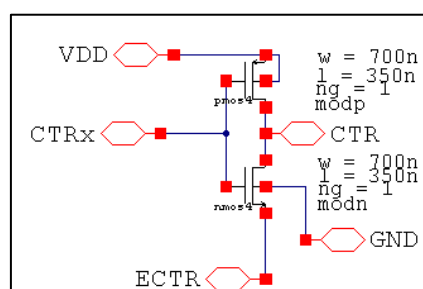 VDD
w = 700n
l = 350n
ng = 1
modp
pmos4
CTRx
CTR
w = 700n
l = 350n
ng = 1
modn
nmos4
GND
ECTR